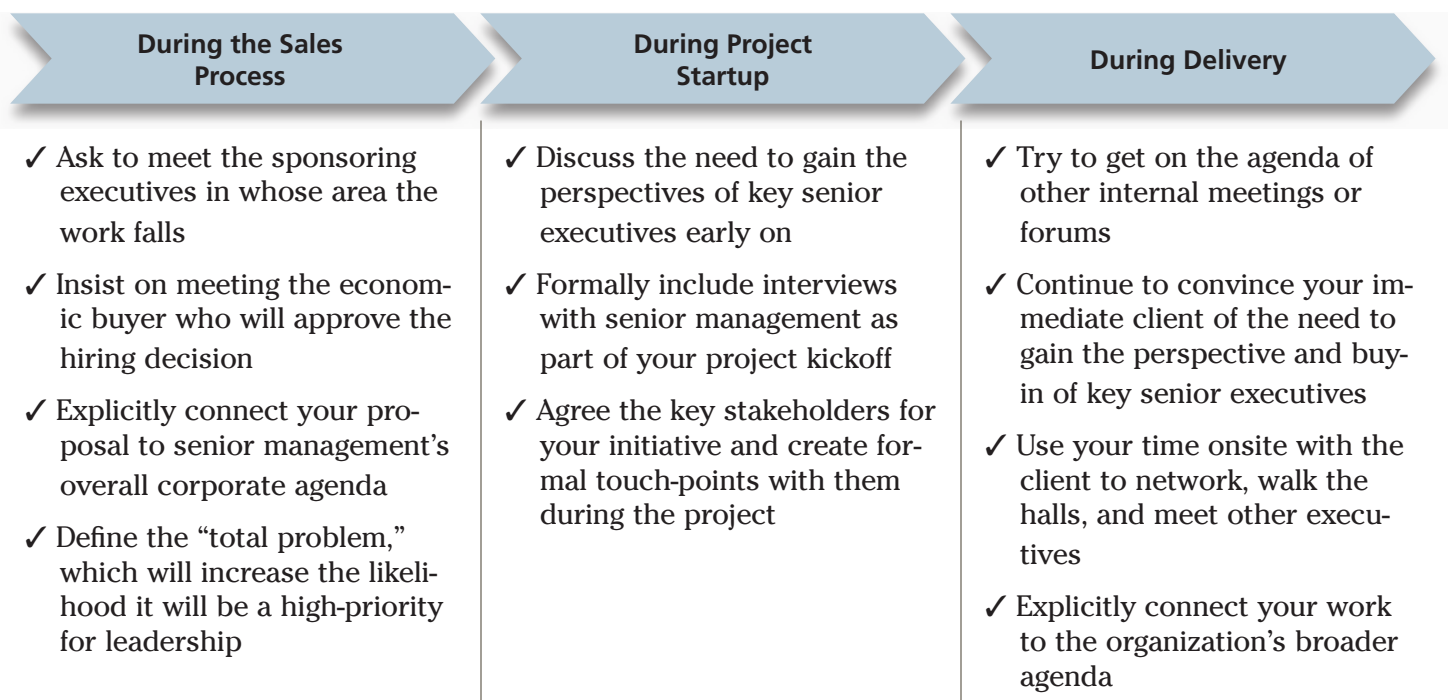 During the Sales
Process
During Project
Startup
During Delivery
✓ Ask to meet the sponsoring
executives in whose area the
work falls
✓ Insist on meeting the econom-
ic buyer who will approve the
hiring decision
✓ Explicitly connect your pro-
posal to senior management’s
overall corporate agenda
✓ Define the “total problem,”
which will increase the likeli-
hood it will be a high-priority
for leadership
✓ Discuss the need to gain the
perspectives of key senior
executives early on
✓ Formally include interviews
with senior management as
part of your project kickoff
✓ Agree the key stakeholders for
your initiative and create for-
mal touch-points with them
during the project
✓ Try to get on the agenda of
other internal meetings or
forums
✓ Continue to convince your im-
mediate client of the need to
gain the perspective and buy-
in of key senior executives
✓ Use your time onsite with the
client to network, walk the
halls, and meet other execu-
tives
✓ Explicitly connect your work
to the organization’s broader
agenda